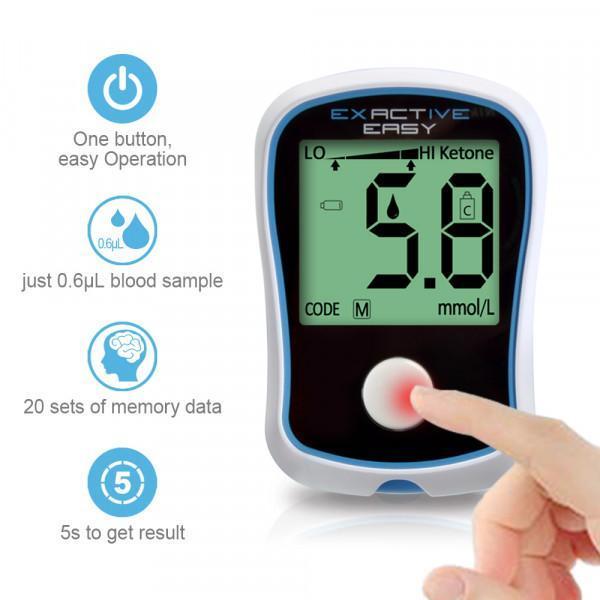 One button,
easy Operation
0.6µL
just 0.6µL blood sample
20 sets of memory data
5
5s to get result
EXACTIVE
EASY
LO HI Ketone
5.8
C
CODE M mmol/L